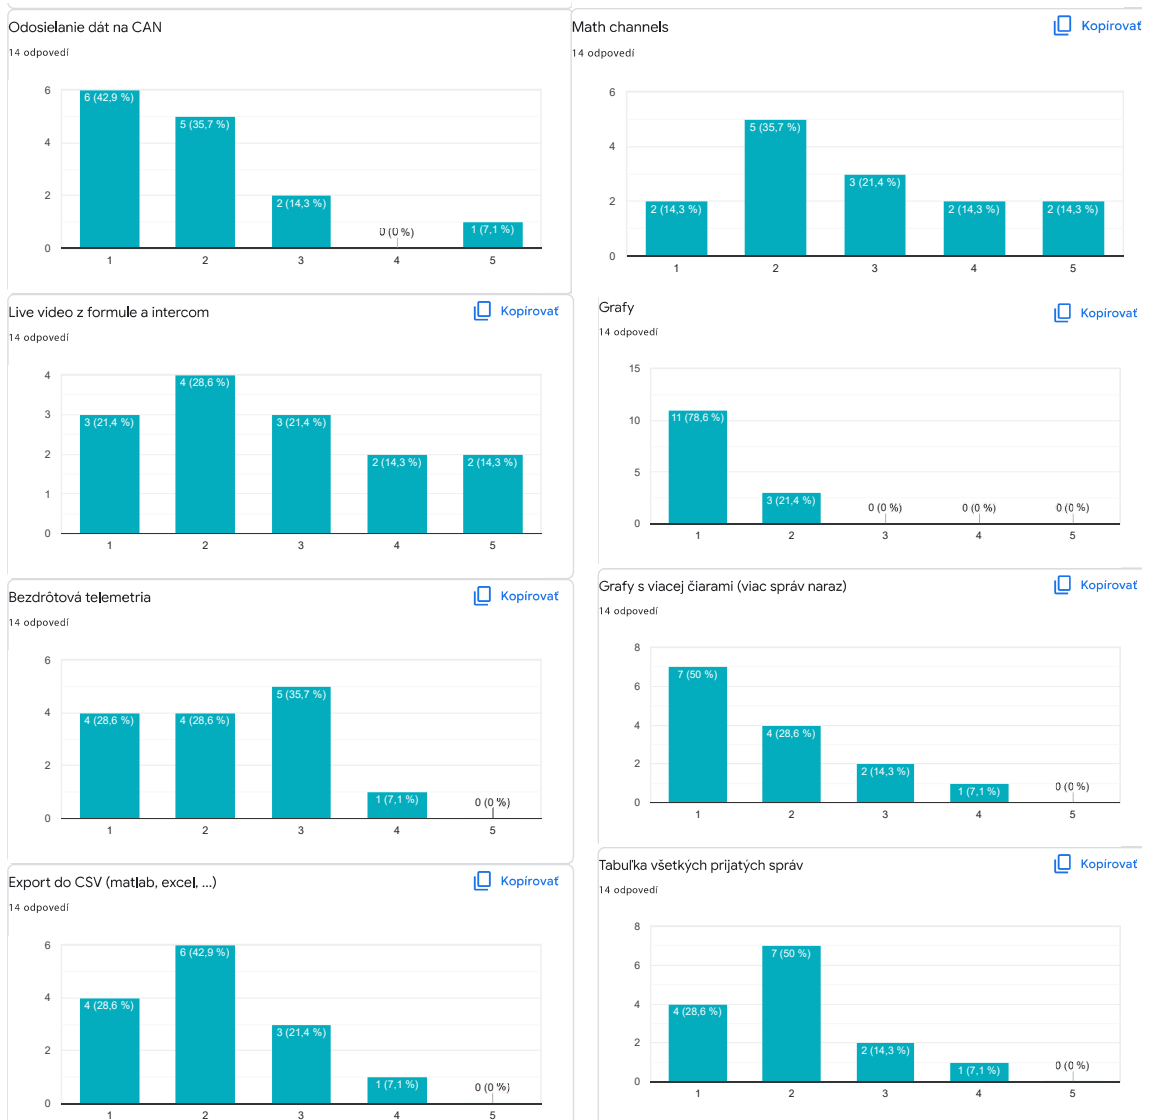 Odosielanie dát na CAN
14 odpovedí
6
4
2
0
6 (42,9 %)
5 (35,7 %)
2 (14,3 %)
0 (0 %)
1 (7,1 %)
1 2 3 4 5
Math channels
Kopírovať
14 odpovedí
6
4
2
0
2 (14,3 %)
5 (35,7 %)
3 (21,4 %)
2 (14,3 %)
2 (14,3 %)
1 2 3 4 5
Live video z formule a intercom
Kopírovať
14 odpovedí
4
3
2
1
0
3 (21,4 %)
4 (28,6 %)
3 (21,4 %)
2 (14,3 %)
2 (14,3 %)
1 2 3 4 5
Grafy
Kopírovať
14 odpovedí
15
10
5
0
11 (78,6 %)
3 (21,4 %)
0 (0 %)
0 (0 %)
0 (0 %)
1 2 3 4 5
Bezdrôtová telemetria
Kopírovať
14 odpovedí
6
4
2
0
4 (28,6 %)
4 (28,6 %)
5 (35,7 %)
1 (7,1 %)
0 (0 %)
1 2 3 4 5
Grafy s viacej čiarami (viac správ naraz)
Kopírovať
14 odpovedí
8
6
4
2
0
7 (50 %)
4 (28,6 %)
2 (14,3 %)
1 (7,1 %)
0 (0 %)
1 2 3 4 5
Export do CSV (matlab, excel, ...)
Kopírovať
14 odpovedí
6
4
2
0
4 (28,6 %)
6 (42,9 %)
3 (21,4 %)
1 (7,1 %)
0 (0 %)
1 2 3 4 5
Tabuľka všetkých prijatých správ
Kopírovať
14 odpovedí
8
6
4
2
0
4 (28,6 %)
7 (50 %)
2 (14,3 %)
1 (7,1 %)
0 (0 %)
1 2 3 4 5